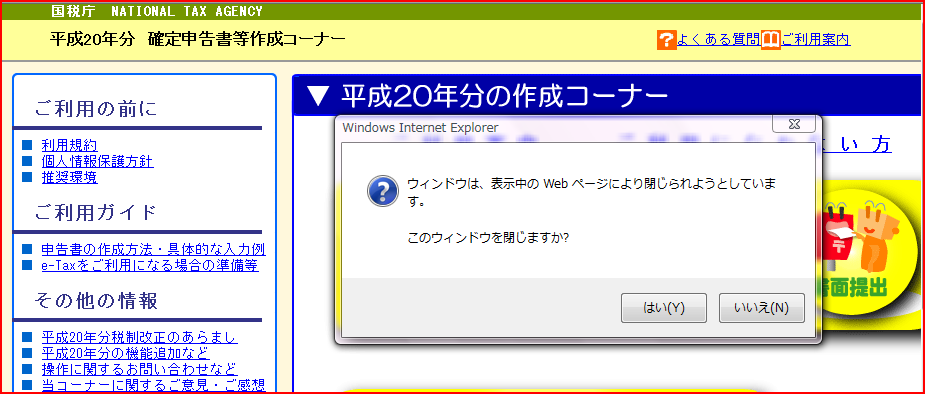 国税庁 NATIONAL TAX AGENCY
平成20年分 確定申告書等作成コーナー
?よくある質問 ご利用案内
ご利用の前に
利用規約
個人情報保護方針
推奨環境
ご利用ガイド
申告書の作成方法・具体的な入力例
e-Taxをご利用になる場合の準備等
その他の情報
平成20年分税制改正のあらまし
平成20年分の機能追加など
操作に関するお問い合わせなど
当コーナーに関するご意見・ご感想
▼ 平成20年分の作成コーナー
い方
Windows Internet Explorer
ウィンドウは、表示中の Web ページにより閉じられようとしていま
す。
このウィンドウを閉じますか?
はい(Y) いいえ(N)
〒
書面提出